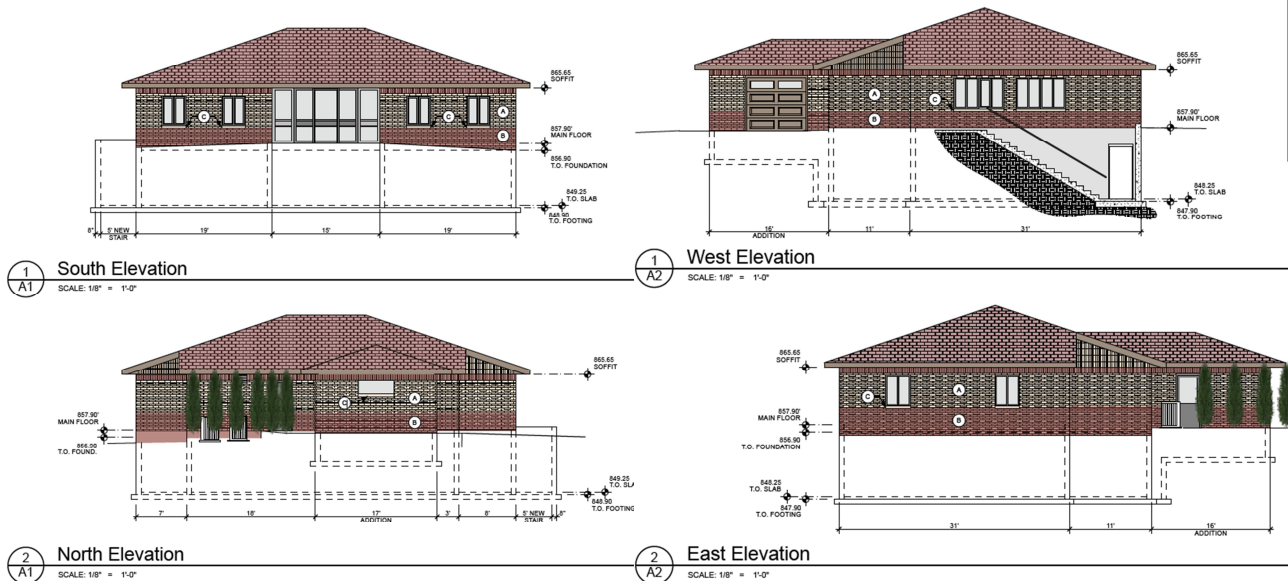 865.65
SOFFIT
A
B
C
C
857.90'
MAIN FLOOR
856.90
T.O. FOUNDATION
849.25
T.O. SLAB
848.90
T.O. FOOTING
8"
5' NEW
STAIR
19'
15'
19'
1
A1
South Elevation
SCALE: 1/8" = 1'-0"
865.65
SOFFIT
A
B
C
857.90'
MAIN FLOOR
848.25
T.O. SLAB
847.90
T.O. FOOTING
16'
ADDITION
11'
31'
1
A2
West Elevation
SCALE: 1/8" = 1'-0"
865.65
SOFFIT
C
A
B
857.90'
MAIN FLOOR
T.O. FOUND.
849.25
T.O. SLA
848.90
T.O. FOOTING
7'
18'
17'
ADDITION
3'
8'
5' NEW
STAIR
8"
2
A1
North Elevation
SCALE: 1/8" = 1'-0"
865.65
SOFFIT
C
A
B
857.90'
MAIN FLOOR
856.90
T.O. FOUNDATION
848.25
T.O. SLAB
847.90
T.O. FOOTING
31'
11'
16'
ADDITION
2
A2
East Elevation
SCALE: 1/8" = 1'-0"